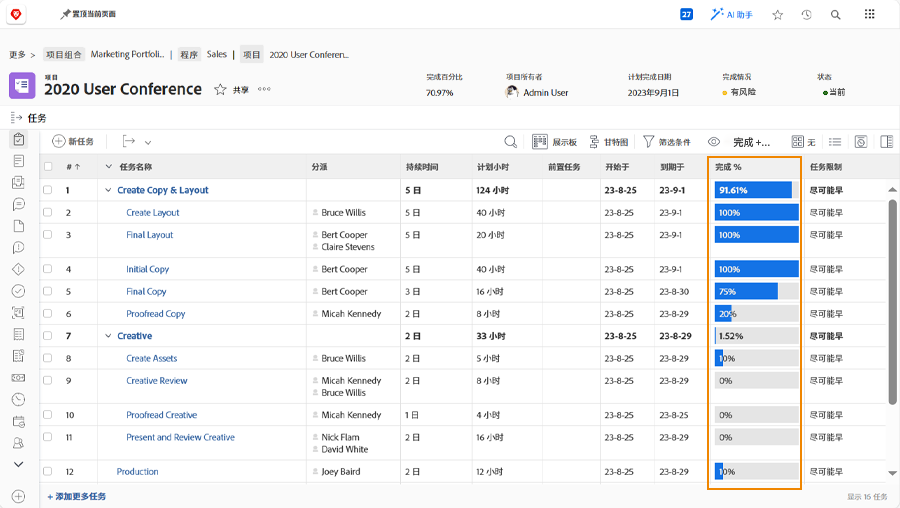 置顶当前页面
27 AI 助手
更多 > 项目组合 Marketing Portfoli... | 程序 Sales | 项目 2020 User Conferen...
项目
2020 User Conference 共享
完成百分比 项目所有者 计划完成日期 完成情况 状态
70.97% Admin User 2023年9月1日 有风险 当前
任务
新任务 展示板 甘特图 筛选条件 完成 +... 无
# ↑ 任务名称 分派 持续时间 计划小时 前置任务 开始于 到期于 完成 % 任务限制
1 Create Copy & Layout 5 日 124 小时 23-8-25 23-9-1 91.61% 尽可能早
2 Create Layout Bruce Willis 5 日 40 小时 23-8-25 23-9-1 100% 尽可能早
3 Final Layout Bert Cooper 5 日 20 小时 23-8-25 23-9-1 100% 尽可能早
Claire Stevens
4 Initial Copy Bert Cooper 5 日 40 小时 23-8-25 23-9-1 100% 尽可能早
5 Final Copy Bert Cooper 3 日 16 小时 23-8-25 23-8-30 75% 尽可能早
6 Proofread Copy Micah Kennedy 2 日 8 小时 23-8-25 23-8-29 20% 尽可能早
7 Creative 2 日 33 小时 23-8-25 23-8-29 1.52% 尽可能早
8 Create Assets Bruce Willis 2 日 5 小时 23-8-25 23-8-29 10% 尽可能早
9 Creative Review Micah Kennedy 2 日 8 小时 23-8-25 23-8-29 0% 尽可能早
Bruce Willis
10 Proofread Creative Micah Kennedy 1 日 4 小时 23-8-25 23-8-25 0% 尽可能早
11 Present and Review Creative Nick Flam 2 日 16 小时 23-8-25 23-8-29 0% 尽可能早
David White
12 Production Joey Baird 2 日 12 小时 23-8-25 23-8-29 10% 尽可能早
+ 添加更多任务 显示 16 任务